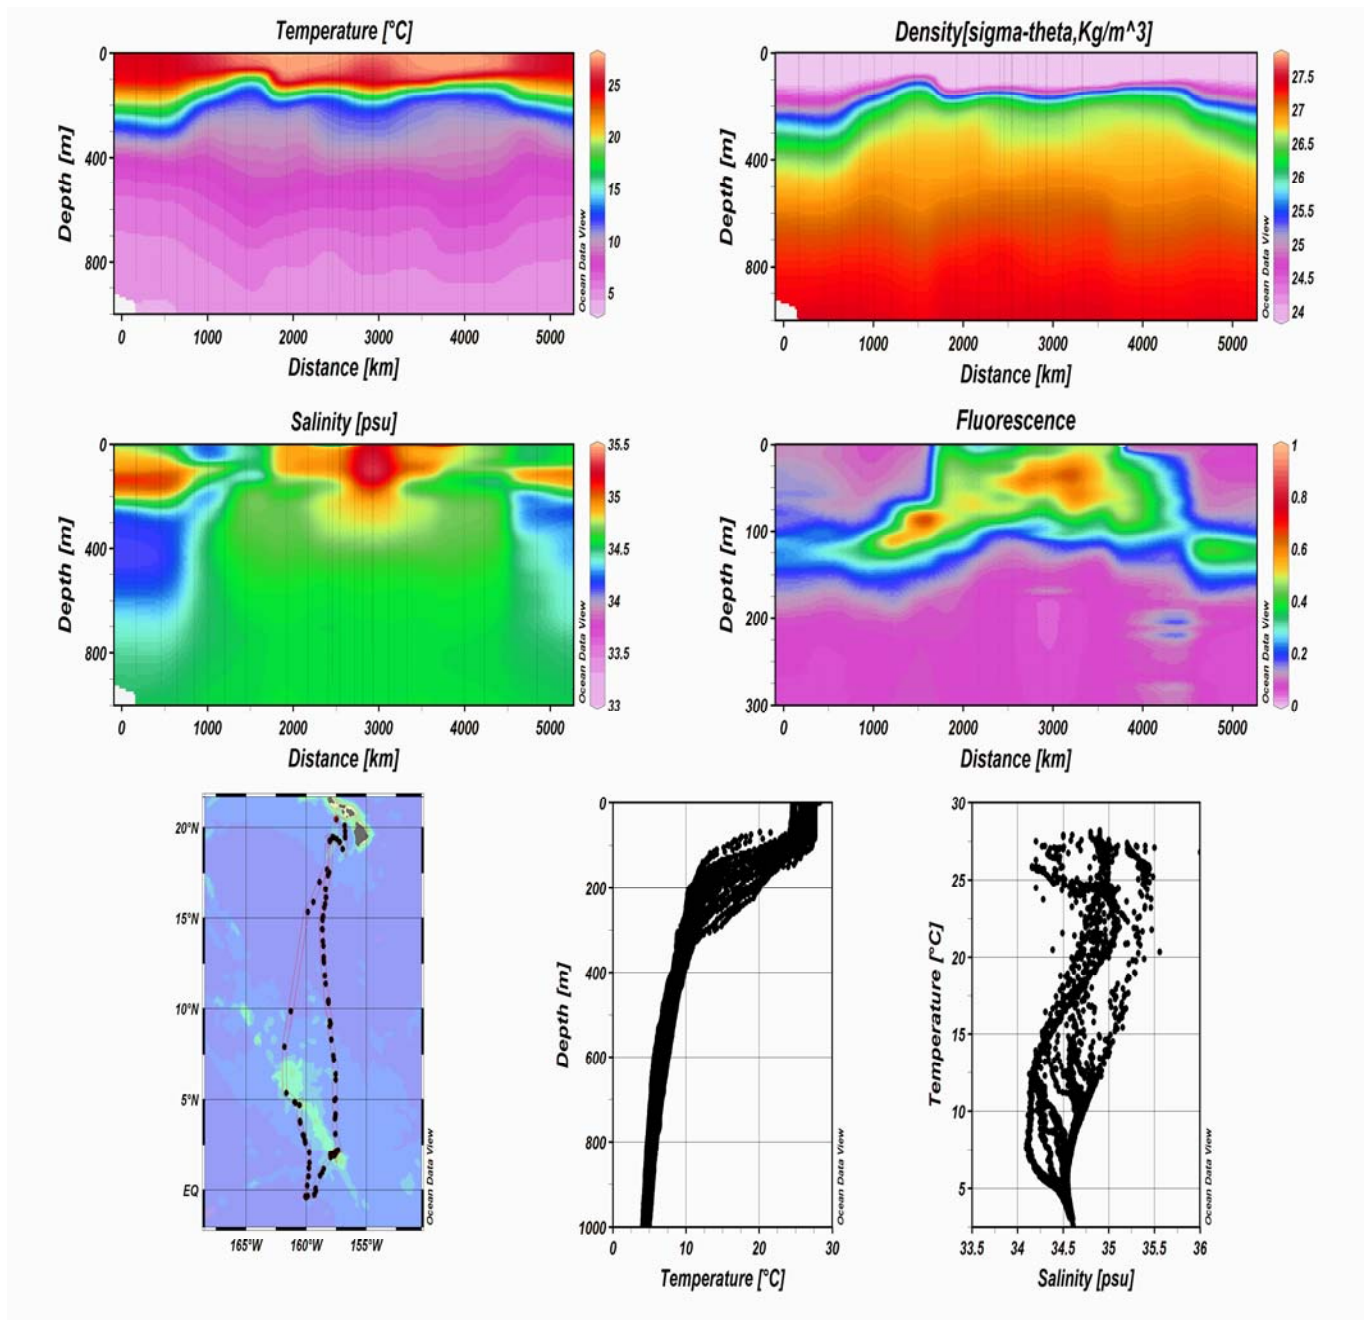 Temperature [°C]
0
400
800
Depth [m]
0 1000 2000 3000 4000 5000
Distance [km]
25
20
15
10
5
Ocean Data View
Density[sigma-theta,Kg/m^3]
0
400
800
Depth [m]
0 1000 2000 3000 4000 5000
Distance [km]
27.5
27
26.5
26
25.5
25
24.5
24
Ocean Data View
Salinity [psu]
0
400
800
Depth [m]
0 1000 2000 3000 4000 5000
Distance [km]
35.5
35
34.5
34
33.5
33
Ocean Data View
Fluorescence
0
100
200
300
Depth [m]
0 1000 2000 3000 4000 5000
Distance [km]
1
0.8
0.6
0.4
0.2
0
Ocean Data View
20°N
15°N
10°N
5°N
EQ
165°W 160°W 155°W
Ocean Data View
0
200
400
600
800
1000
Depth [m]
0 10 20 30
Temperature [°C]
Ocean Data View
30
25
20
15
10
5
Temperature [°C]
33.5 34 34.5 35 35.5 36
Salinity [psu]
Ocean Data View